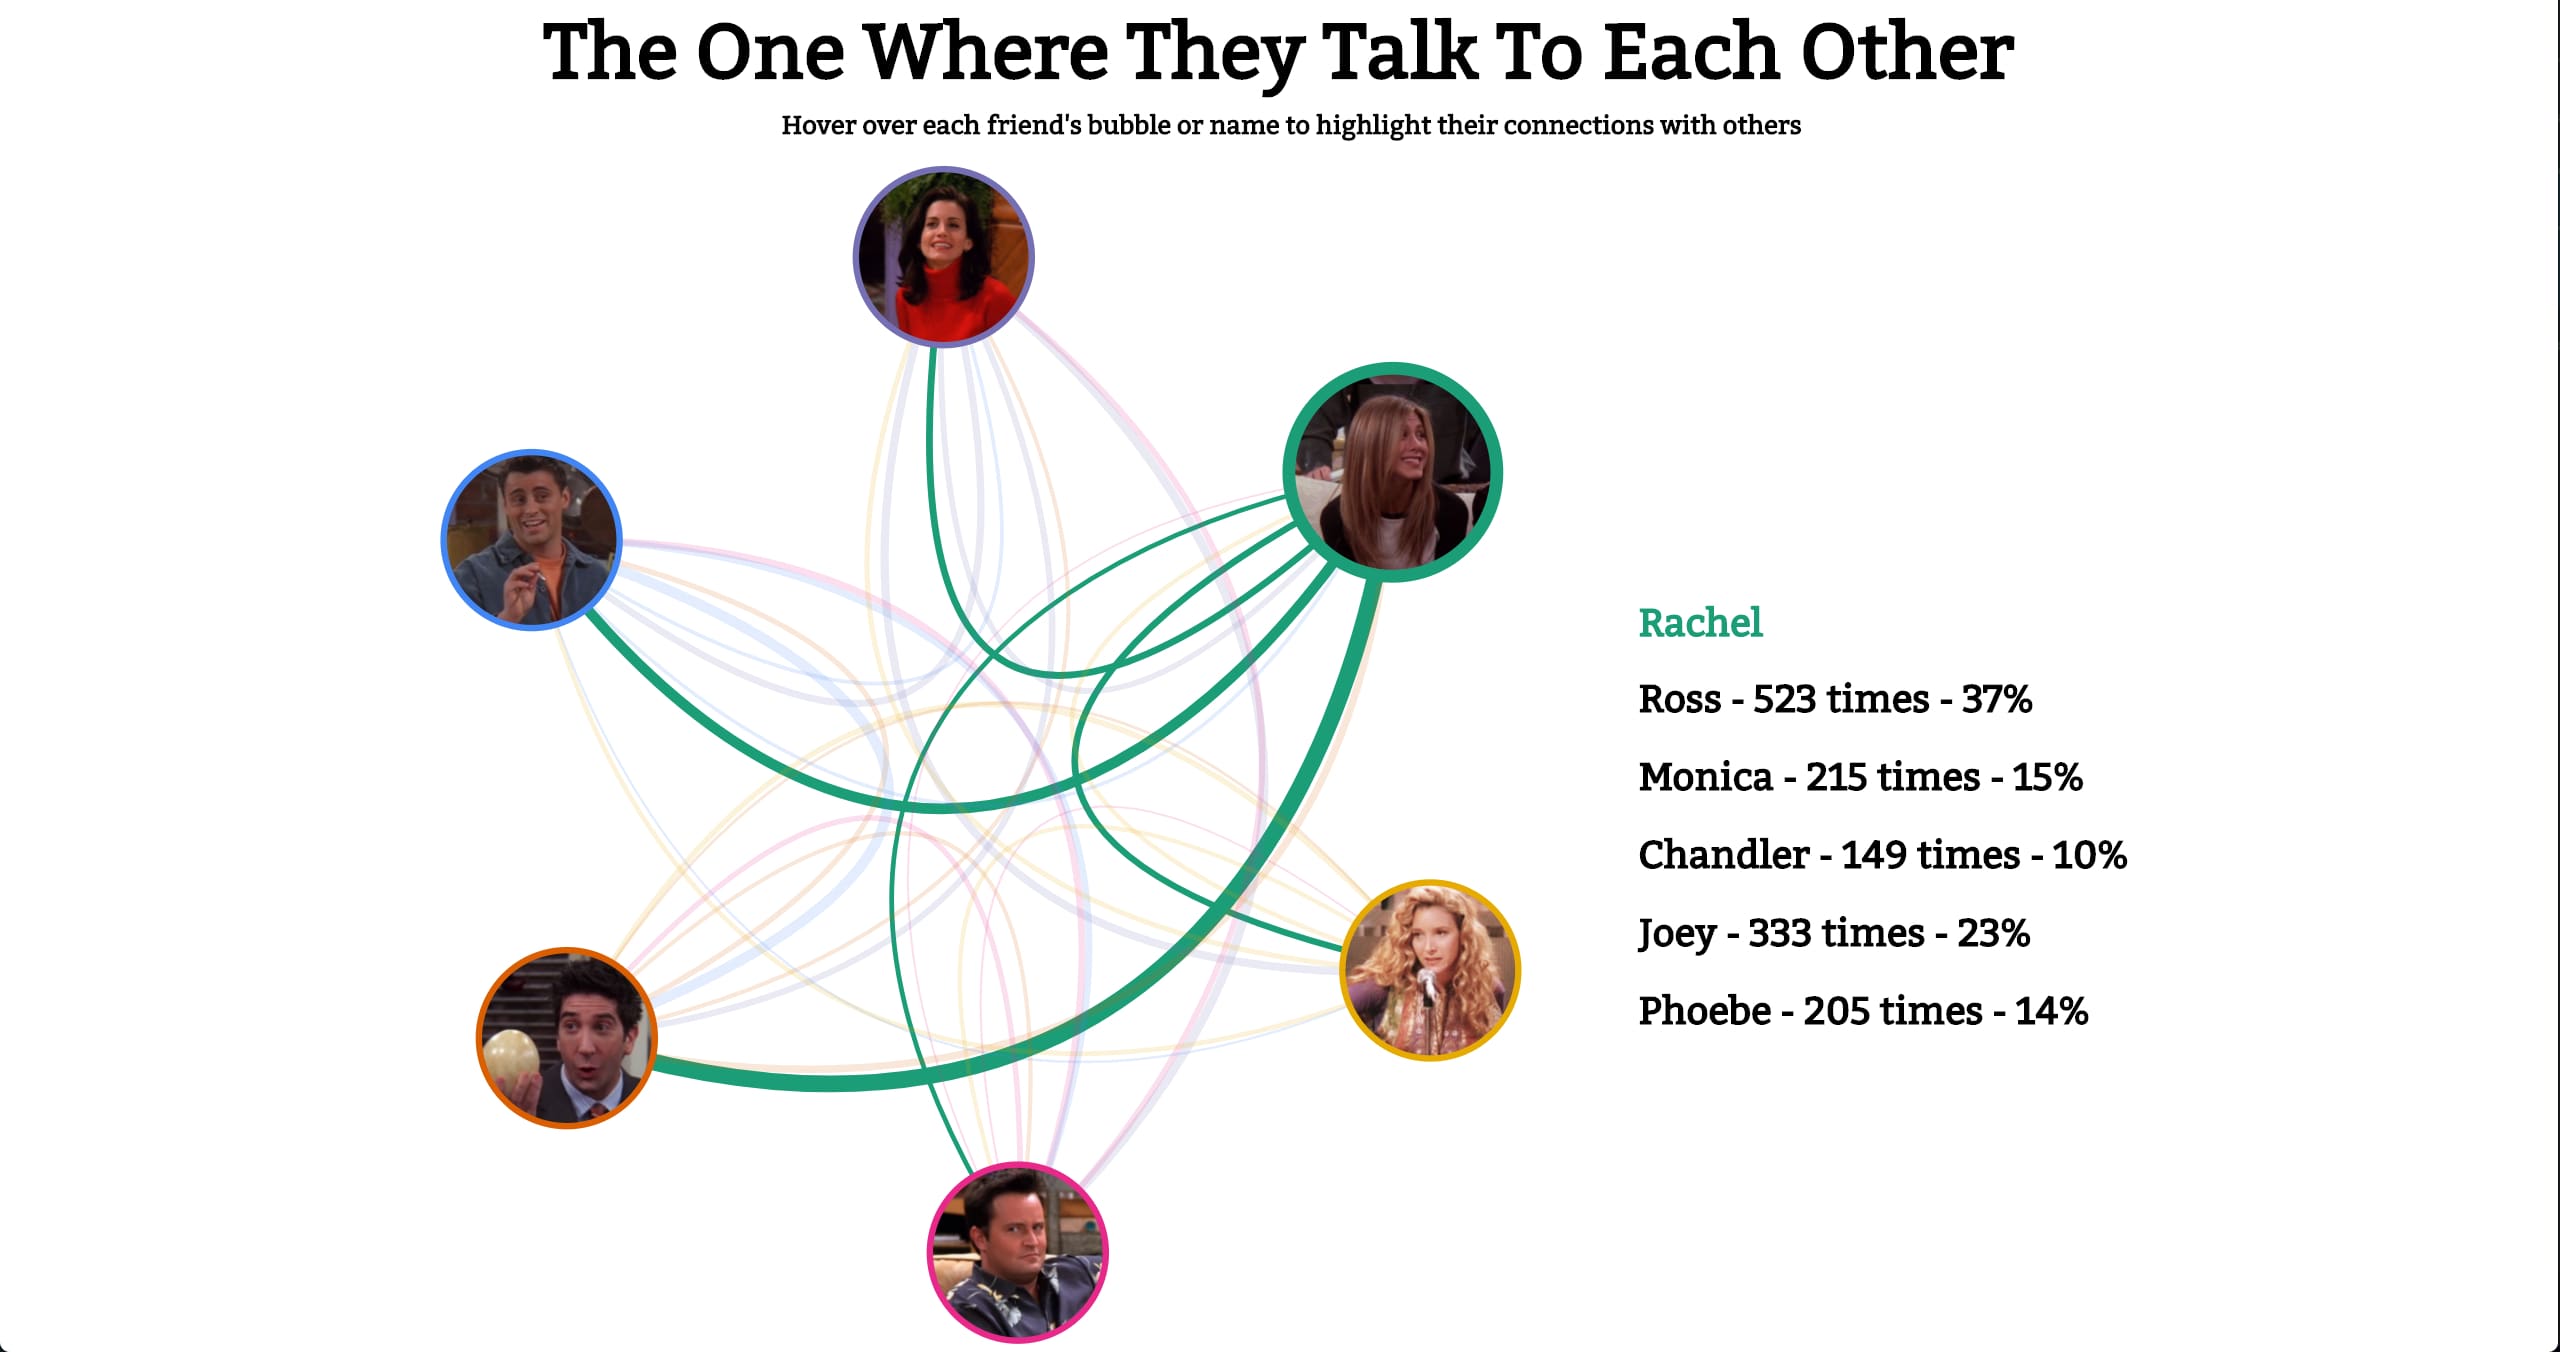 The One Where They Talk To Each Other
Hover over each friend's bubble or name to highlight their connections with others
Rachel
Ross - 523 times - 37%
Monica - 215 times - 15%
Chandler - 149 times - 10%
Joey - 333 times - 23%
Phoebe - 205 times - 14%